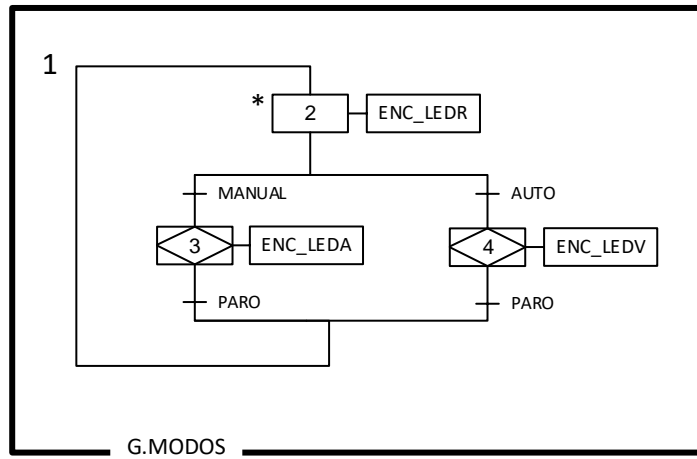 1
* 2 ENC_LEDR
MANUAL AUTO
3 ENC_LEDA 4 ENC_LEDV
PARO PARO
G.MODOS